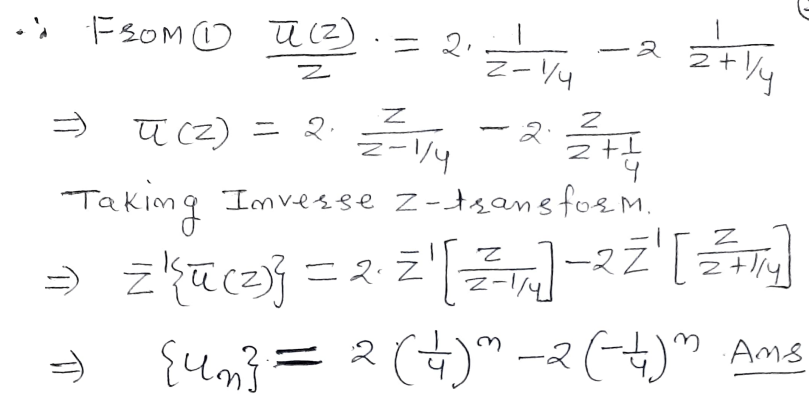 ∴ From ① ū(z)/z = 2. 1/(z-1/4) - 2 1/(z+1/4)
⇒ ū(z) = 2. z/(z-1/4) - 2. z/(z+1/4)
Taking Inverse z-transform.
⇒ z⁻¹{ū(z)} = 2. z⁻¹[z/(z-1/4)] - 2 z⁻¹[z/(z+1/4)]
⇒ {uₙ} = 2 (1/4)ⁿ - 2 (-1/4)ⁿ Ans